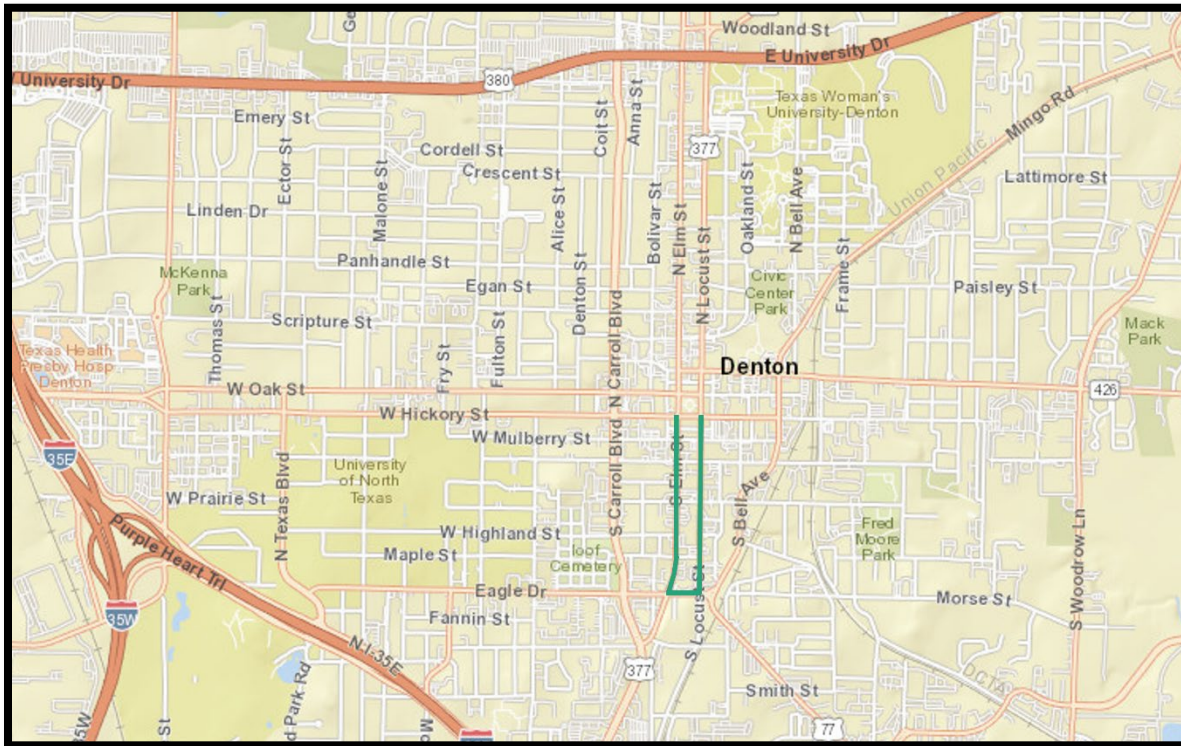 Woodland St
E University Dr
University Dr
380
Texas Woman's
University-Denton
Emery St
Ector St
Coit St
Anna St
Mingo Rd
Cordell St
Crescent St
377
Union Pacific
Lattimore St
Malone St
Alice St
Bolivar St
N Elm St
Oakland St
N Bell Ave
Linden Dr
Panhandle St
N Locust St
Frame St
McKenna
Park
Egan St
Denton St
Civic
Center
Park
Paisley St
Thomas St
Scripture St
Fulton St
N Carroll Blvd
Mack
Park
Texas Health
Presby Hosp
Denton
Fry St
Denton
W Oak St
426
W Hickory St
W Mulberry St
S Carroll Blvd
S Elm St
35E
University
of North
Texas
N Texas Blvd
W Prairie St
S Bell Ave
Purple Heart Trl
W Highland St
Fred
Moore
Park
S Woodrow Ln
Maple St
Ioof
Cemetery
Eagle Dr
S Locust St
Morse St
35W
Fannin St
N I-35E
377
DCTA
d Park Rd
Smith St
35W
St
77